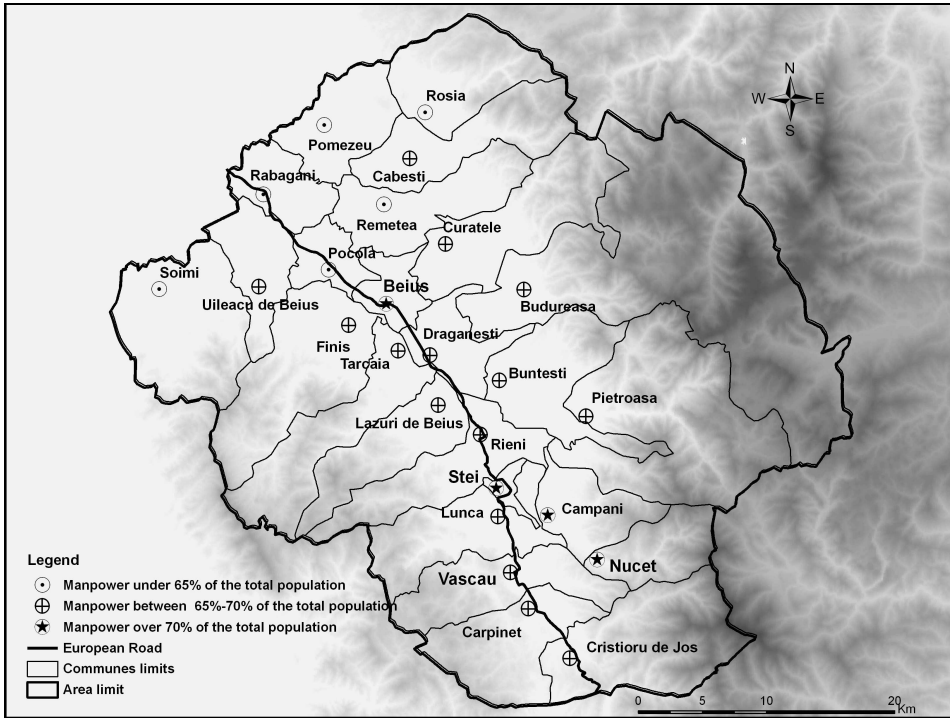 N
W E
S
Rosia
Pomezeu
Cabesti
Rabagani
Remetea
Curatele
Pocola
Soimi
Beius
Uileacu de Beius
Budureasa
Draganesti
Finis
Tarcaia
Buntesti
Pietroasa
Lazuri de Beius
Rieni
Stei
Lunca
Campani
Nucet
Vascau
Carpinet
Cristioru de Jos
Legend
Manpower under 65% of the total population
Manpower between 65%-70% of the total population
Manpower over 70% of the total population
European Road
Communes limits
Area limit
0 5 10 20
Km